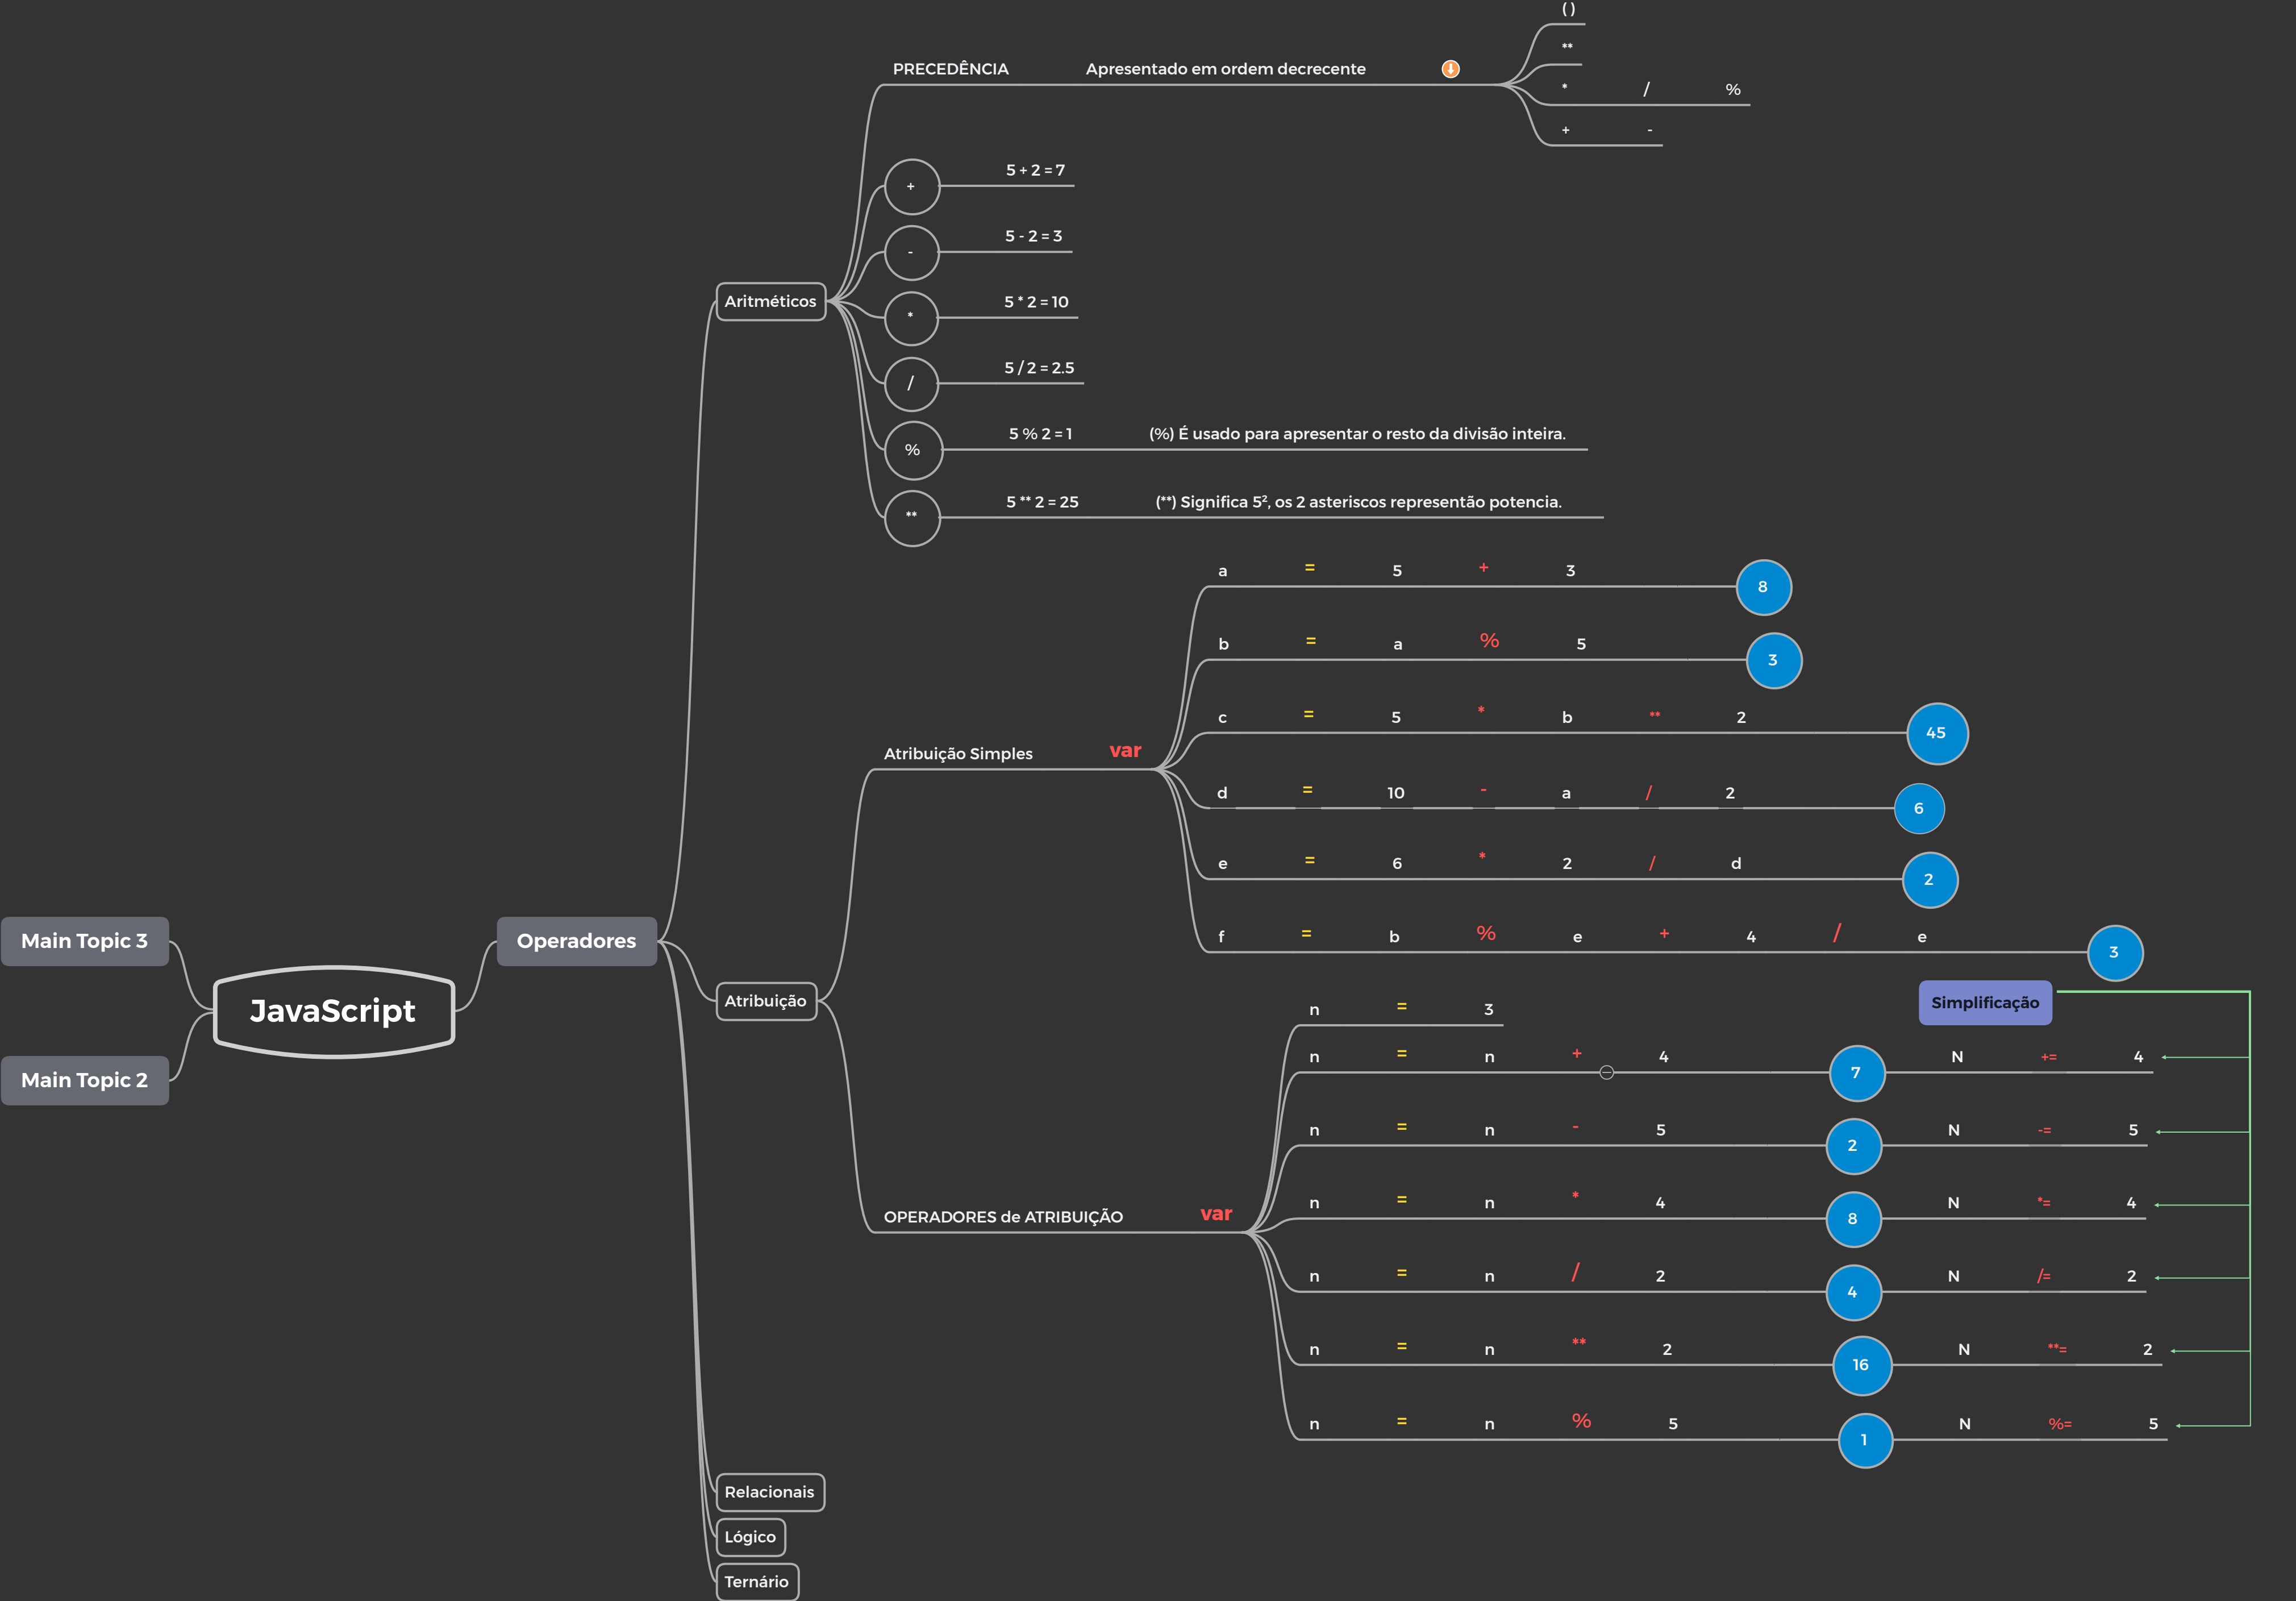 ( )
**
* / %
+ -
PRECEDÊNCIA Apresentado em ordem decrecente
+ 5 + 2 = 7
- 5 - 2 = 3
* 5 * 2 = 10
/ 5 / 2 = 2.5
% 5 % 2 = 1 (%) É usado para apresentar o resto da divisão inteira.
** 5 ** 2 = 25 (**) Significa 5², os 2 asteriscos representão potencia.
Aritméticos
a = 5 + 3 8
b = a % 5 3
c = 5 * b ** 2 45
d = 10 - a / 2 6
e = 6 * 2 / d 2
f = b % e + 4 / e 3
Atribuição Simples var
Main Topic 3
JavaScript
Main Topic 2
Operadores
Atribuição
Simplificação
n = 3
n = n + 4 7 N += 4
n = n - 5 2 N -= 5
n = n * 4 8 N *= 4
n = n / 2 4 N /= 2
n = n ** 2 16 N **= 2
n = n % 5 1 N %= 5
OPERADORES de ATRIBUIÇÃO var
Relacionais
Lógico
Ternário